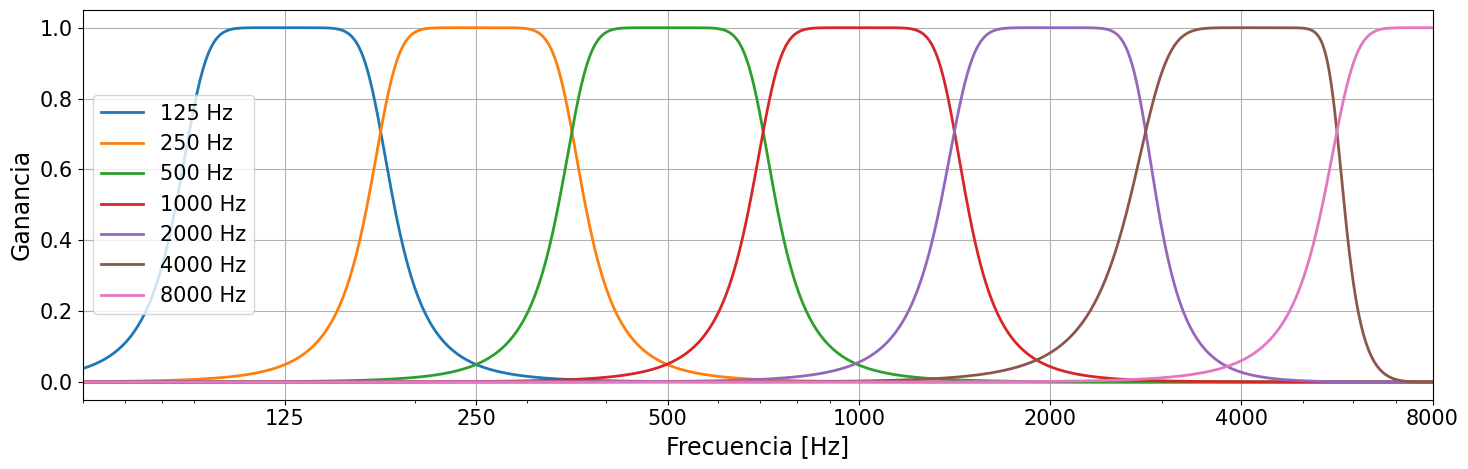 1.0
0.8
0.6
0.4
0.2
0.0
Ganancia
125 Hz
250 Hz
500 Hz
1000 Hz
2000 Hz
4000 Hz
8000 Hz
125 250 500 1000 2000 4000 8000
Frecuencia [Hz]